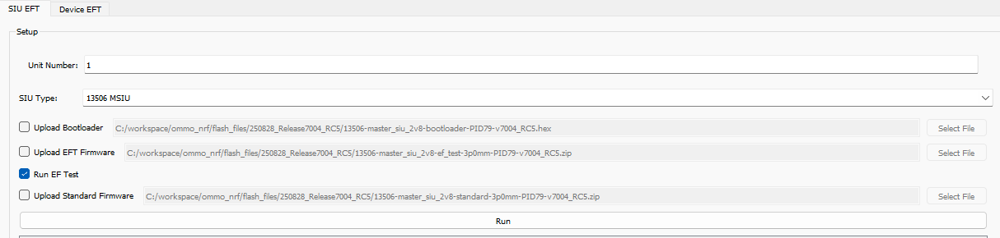 SIU EFT Device EFT
Setup
Unit Number: 1
SIU Type: 13506 MSIU
Upload Bootloader C:/workspace/ommo_nrf/flash_files/250828_Release7004_RC5/13506-master_siu_2v8-bootloader-PID79-v7004_RC5.hex Select File
Upload EFT Firmware C:/workspace/ommo_nrf/flash_files/250828_Release7004_RC5/13506-master_siu_2v8-ef_test-3p0mm-PID79-v7004_RC5.zip Select File
Run EF Test
Upload Standard Firmware C:/workspace/ommo_nrf/flash_files/250828_Release7004_RC5/13506-master_siu_2v8-standard-3p0mm-PID79-v7004_RC5.zip Select File
Run